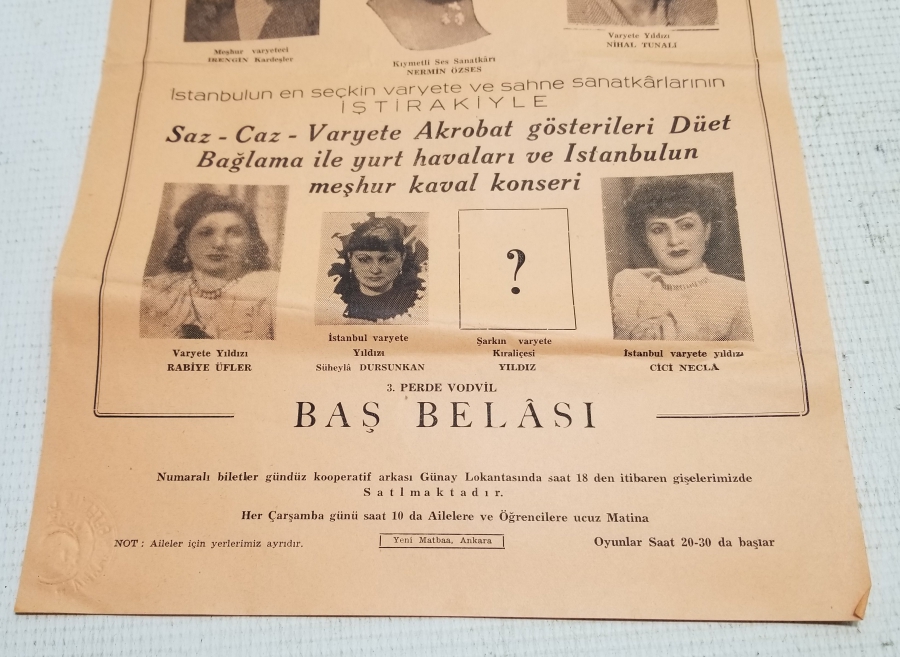 Meşhur varyeteci
İRENGİN Kardeşler
Kıymetli Ses Sanatkârı
NERMİN ÖZSES
Varyete Yıldızı
NİHAL TUNALI
İstanbulun en seçkin varyete ve sahne sanatkârlarının
İŞTİRAKİYLE
Saz - Caz - Varyete Akrobat gösterileri Düet
Bağlama ile yurt havaları ve Istanbulun
meşhur kaval konseri
?
Varyete Yıldızı
RABİYE ÜFLER
İstanbul varyete
Yıldızı
Süheylâ DURSUNKAN
Şarkın varyete
Kıraliçesi
YILDIZ
Istanbul varyete yıldızı
CİCİ NECLA
3. PERDE VODVİL
BAŞ BELÂSI
Numaralı biletler gündüz kooperatif arkası Günay Lokantasında saat 18 den itibaren gişelerimizde
Satlmaktadır.
Her Çarşamba günü saat 10 da Ailelere ve Öğrencilere ucuz Matina
NOT : Aileler için yerlerimiz ayrıdır.
Yeni Matbaa, Ankara
Oyunlar Saat 20-30 da başlar